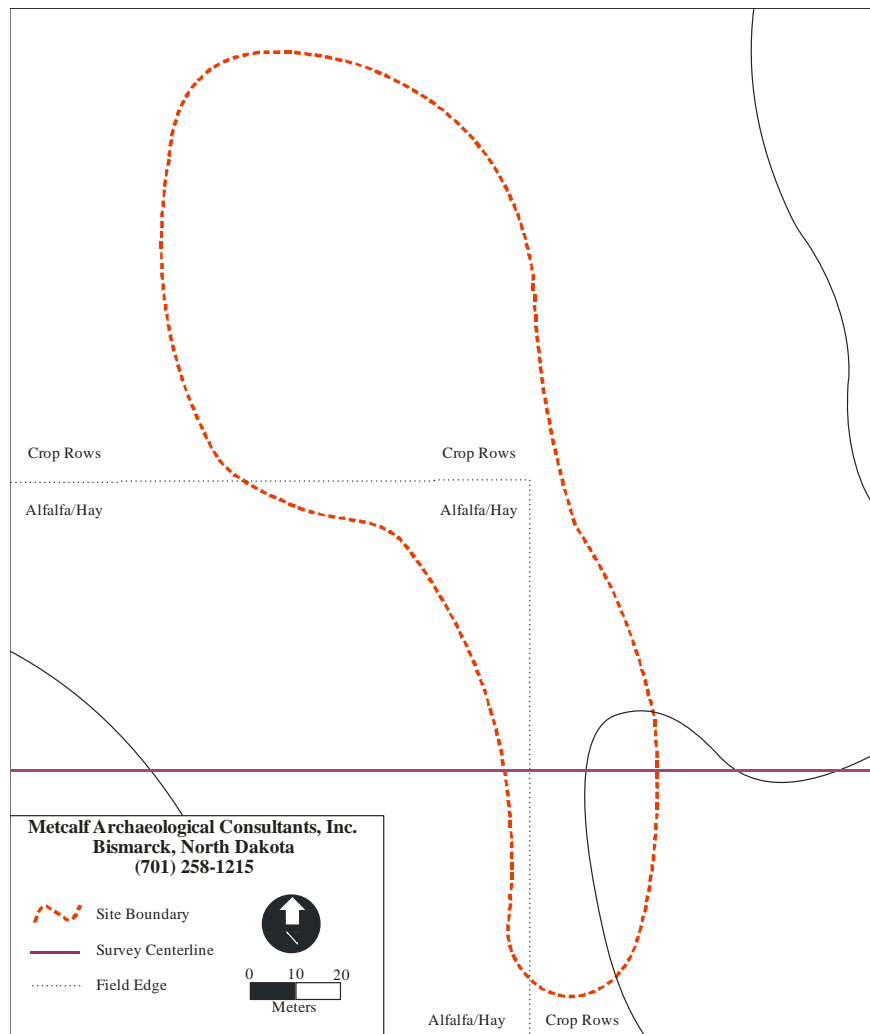 Crop Rows
Crop Rows
Alfalfa/Hay
Alfalfa/Hay
Metcalf Archaeological Consultants, Inc.
Bismarck, North Dakota
(701) 258-1215
Site Boundary
Survey Centerline
Field Edge
0 10 20
Meters
Alfalfa/Hay
Crop Rows